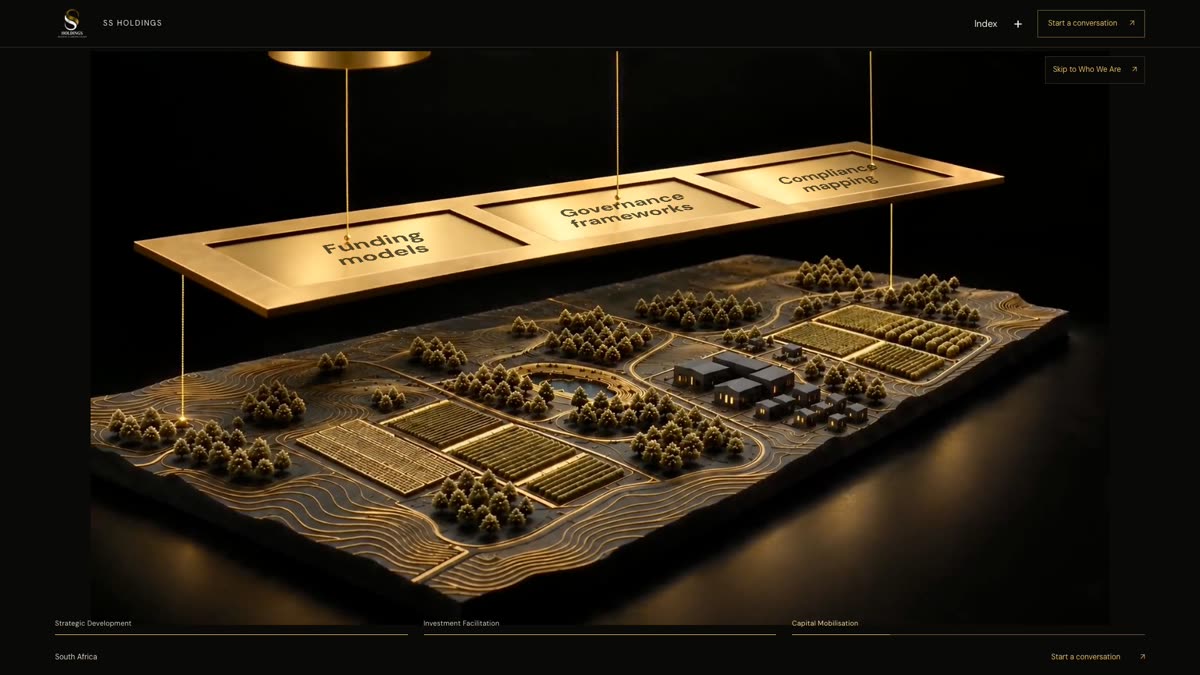 HOLDINGS
SS HOLDINGS
Index
Start a conversation
Skip to Who We Are
Funding
models
Governance
frameworks
Compliance
mapping
Strategic Development
Investment Facilitation
Capital Mobilisation
South Africa
Start a conversation